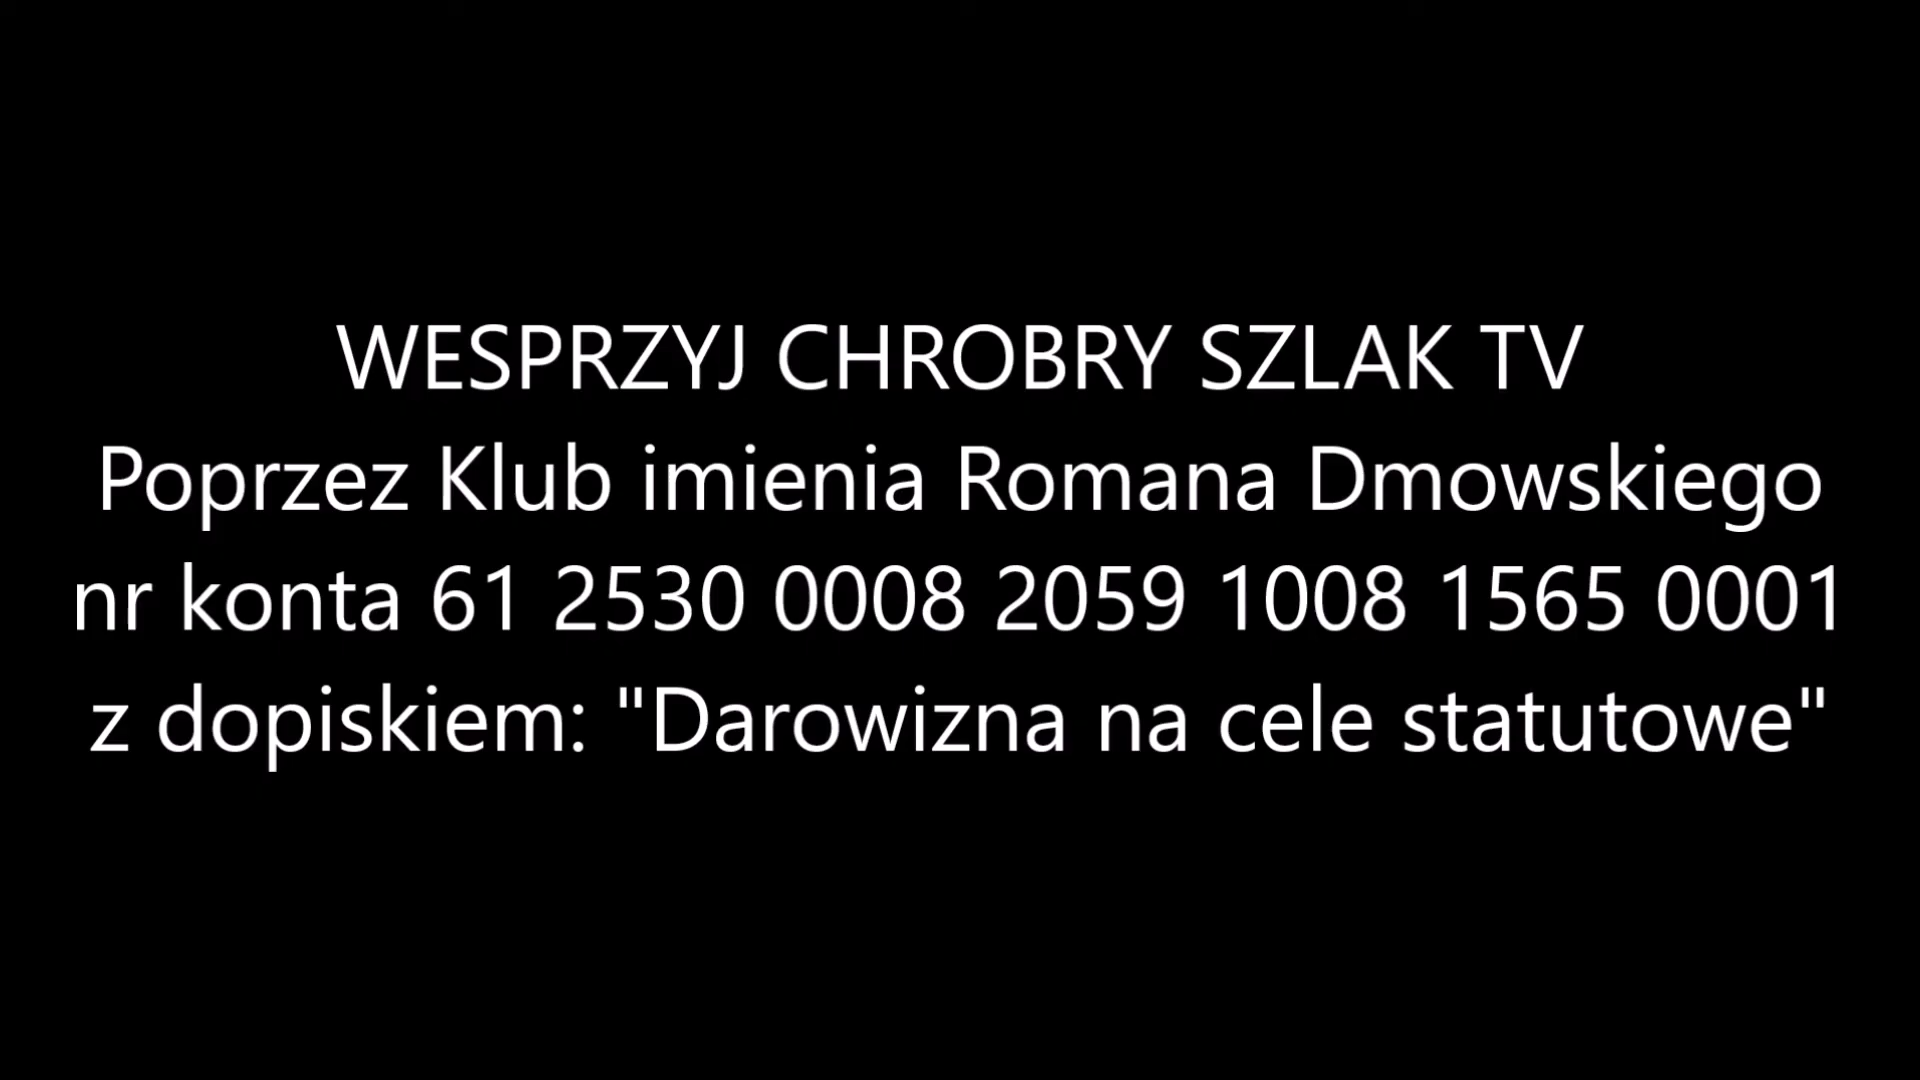 WESPRZYJ CHROBRY SZLAK TV
Poprzez Klub imienia Romana Dmowskiego
nr konta 61 2530 0008 2059 1008 1565 0001
z dopiskiem: "Darowizna na cele statutowe"